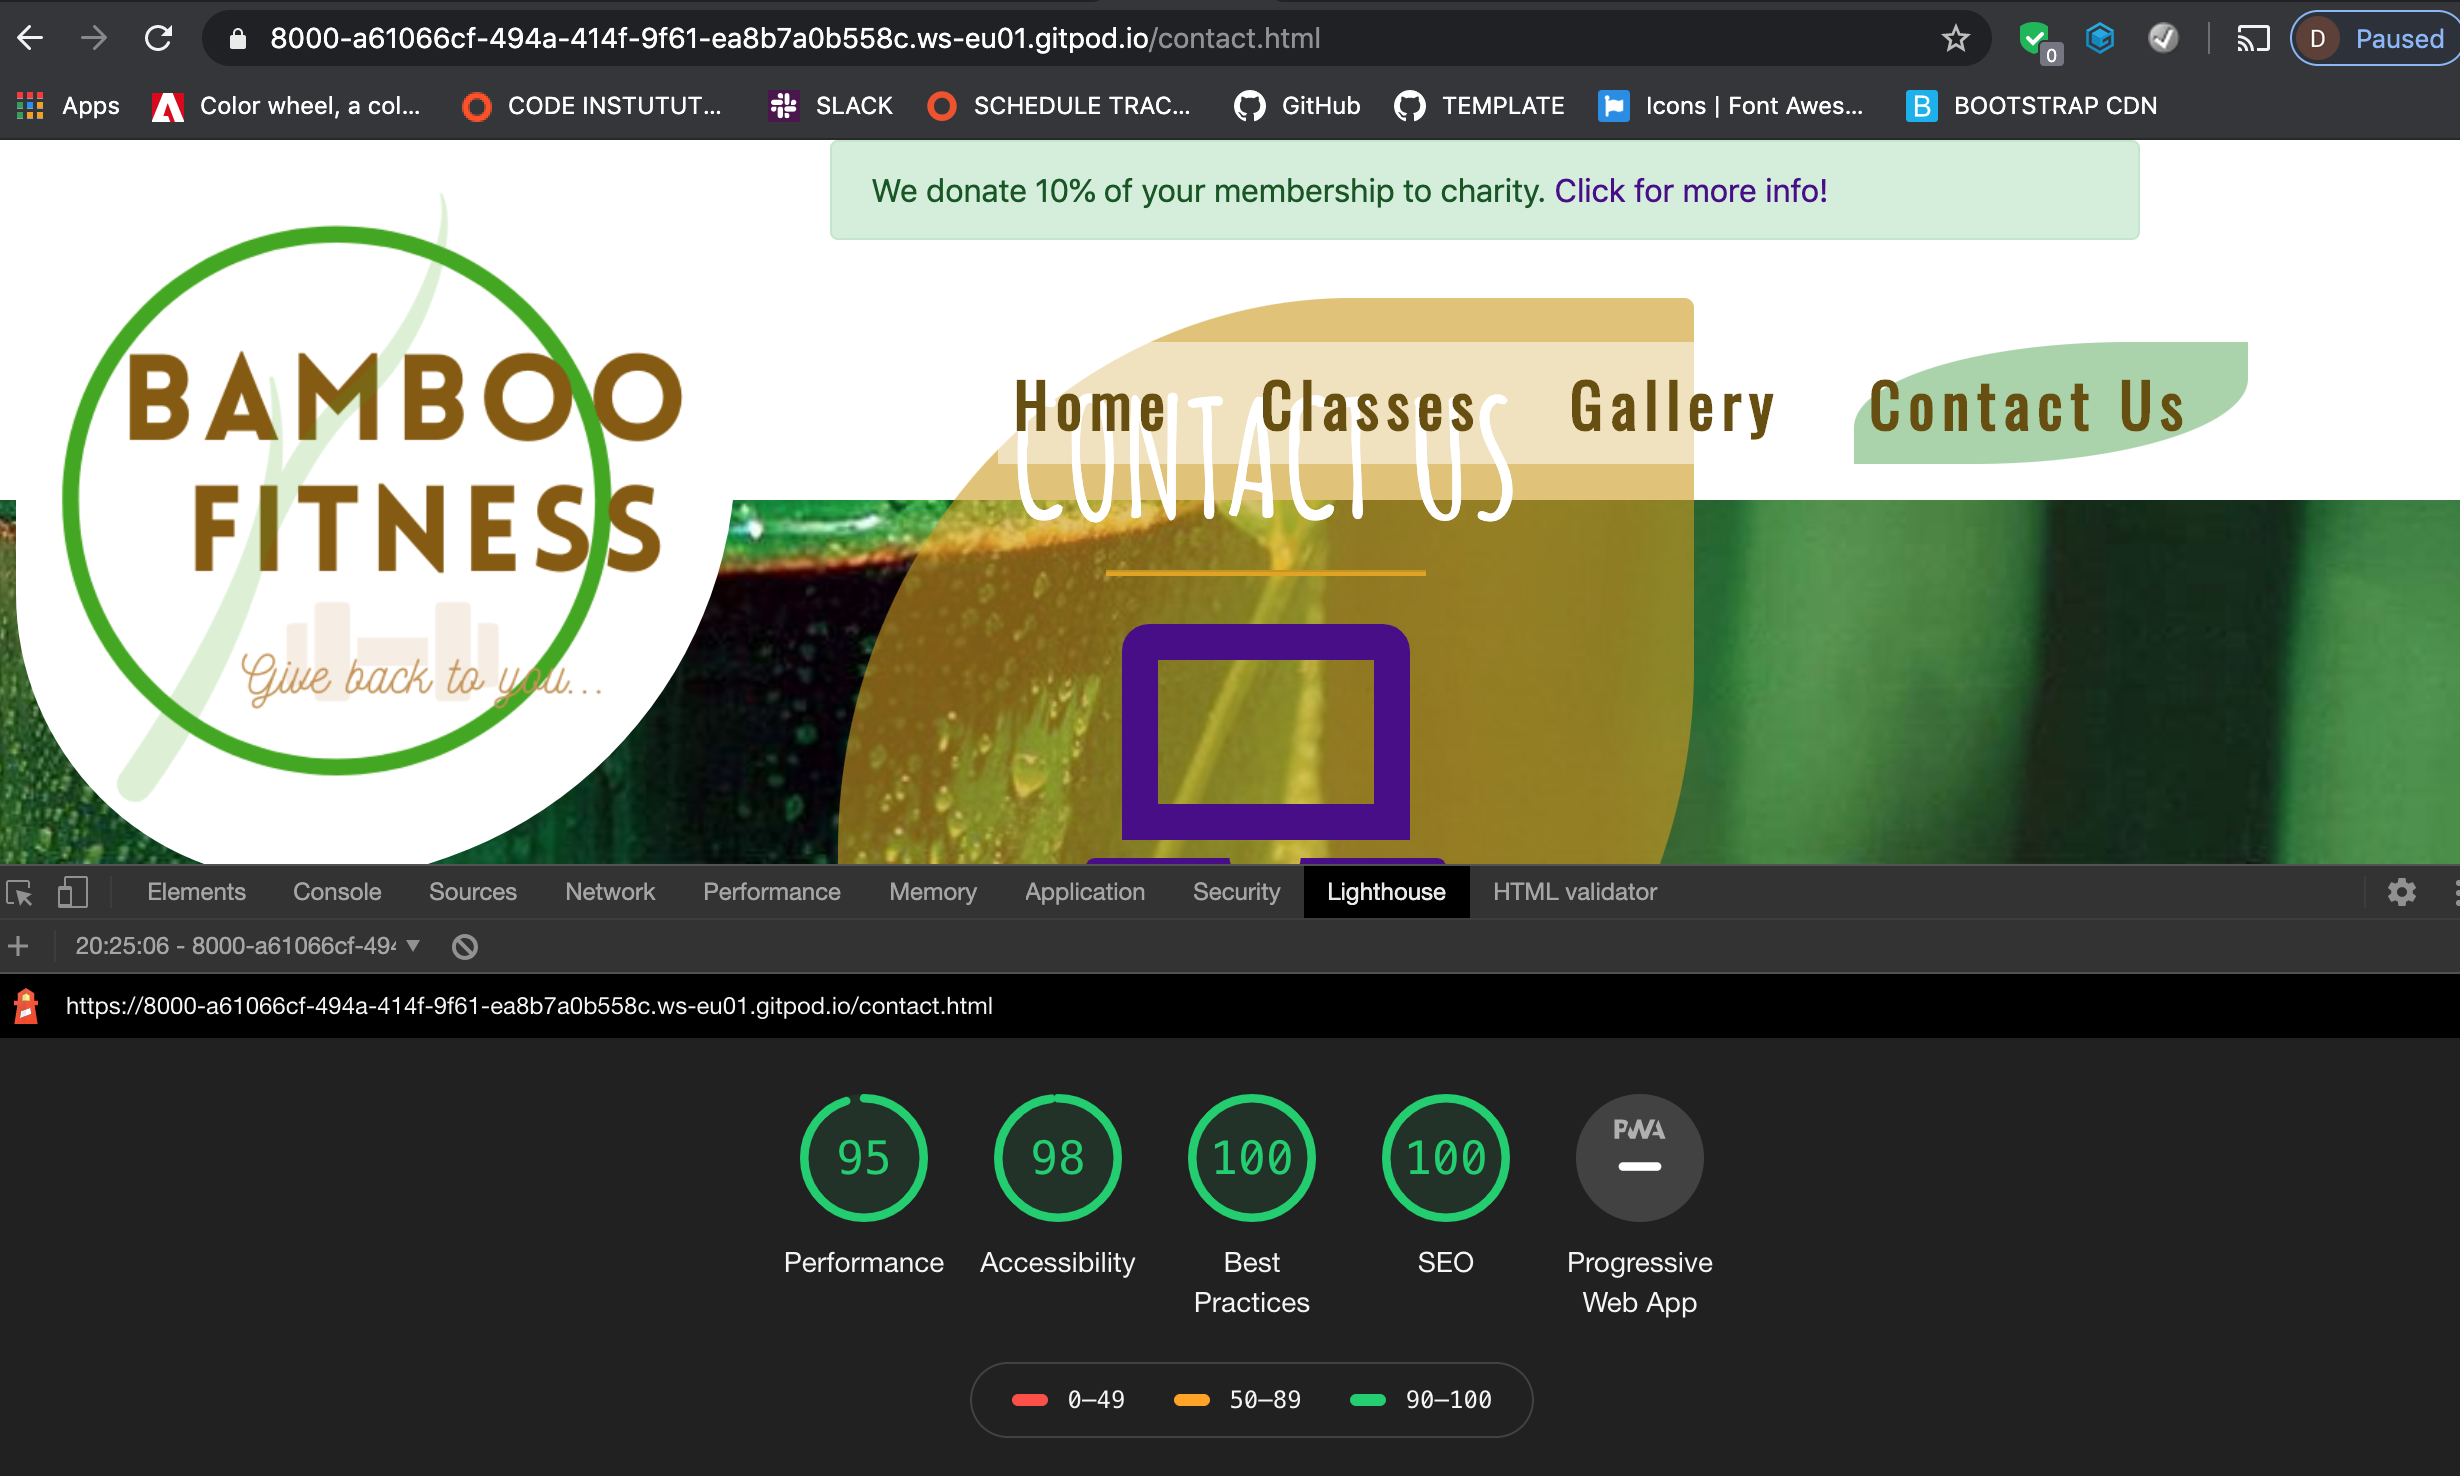 8000-a61066cf-494a-414f-9f61-ea8b7a0b558c.ws-eu01.gitpod.io/contact.html
0
D Paused
Apps Color wheel, a col... CODE INSTUTUT... SLACK SCHEDULE TRAC... GitHub TEMPLATE Icons | Font Awes... B BOOTSTRAP CDN
We donate 10% of your membership to charity. Click for more info!
BAMBOO
FITNESS
Give back to you...
Home Classes Gallery Contact Us
CONTACT US
Elements Console Sources Network Performance Memory Application Security Lighthouse HTML validator
20:25:06 - 8000-a61066cf-494
https://8000-a61066cf-494a-414f-9f61-ea8b7a0b558c.ws-eu01.gitpod.io/contact.html
95 98 100 100 PWA
Performance Accessibility Best Practices SEO Progressive Web App
0–49 50–89 90–100